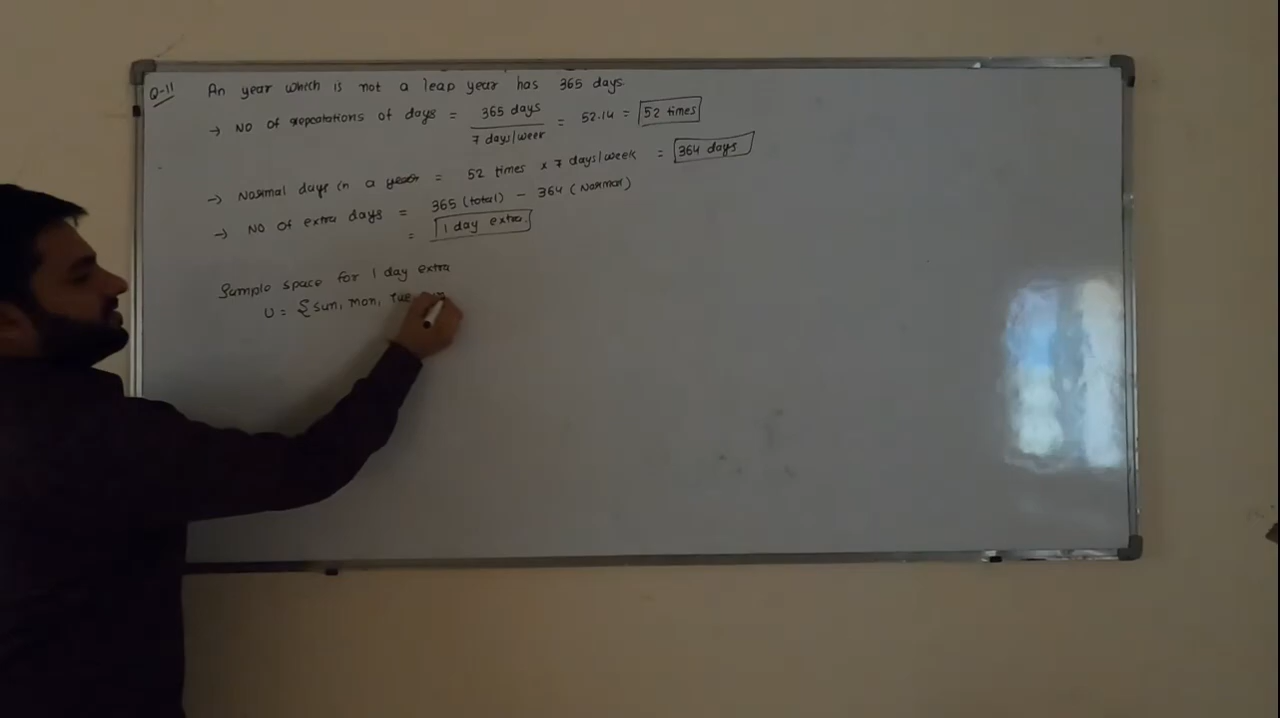 Q-11 An year which is not a leap year has 365 days
→ No of repeatations of days = 365 days / 7 days/week = 52.14 = 52 times
→ Normal days in a year = 52 times x 7 days/week = 364 days
→ No of extra days = 365 (total) - 364 (Normal)
= 1 day extra.
Sample space for 1 day extra
U = { Sun, Mon, Tue